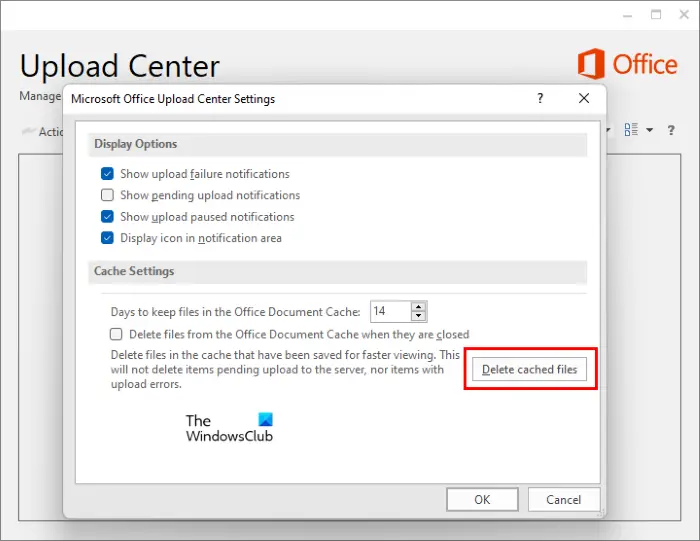 Upload Center
Office
Manage
Microsoft Office Upload Center Settings
?
Actio
?
Display Options
Show upload failure notifications
Show pending upload notifications
Show upload paused notifications
Display icon in notification area
Cache Settings
Days to keep files in the Office Document Cache: 14
Delete files from the Office Document Cache when they are closed
Delete files in the cache that have been saved for faster viewing. This
will not delete items pending upload to the server, nor items with
upload errors.
Delete cached files
The
WindowsClub
OK
Cancel